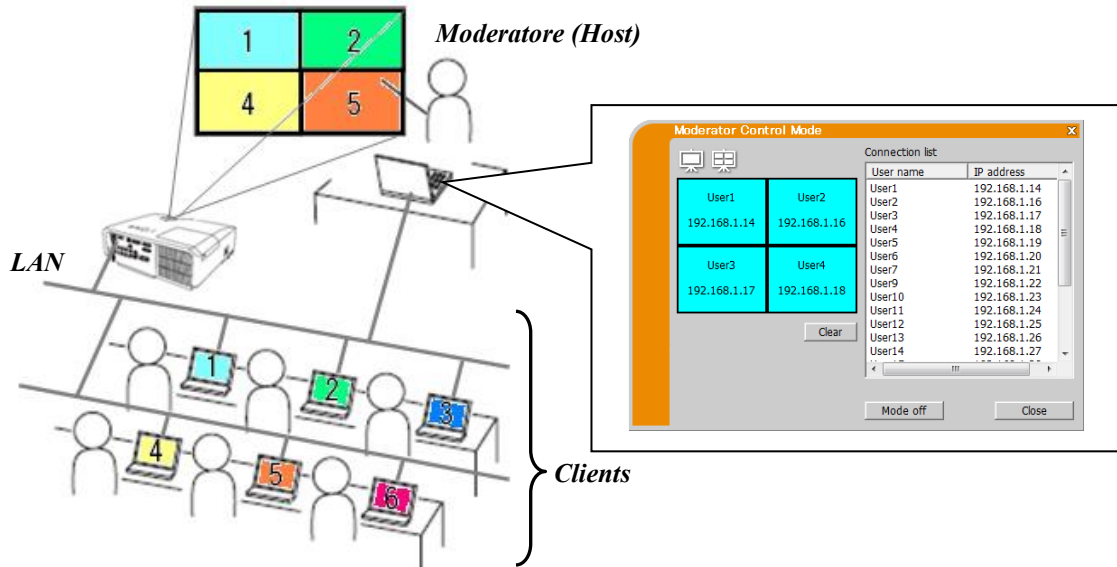 1
2
4
5
Moderatore (Host)
LAN
1
2
3
4
5
6
Clients
Moderator Control Mode
X
User1
192.168.1.14
User2
192.168.1.16
User3
192.168.1.17
User4
192.168.1.18
Clear
Connection list
User name IP address
User1 192.168.1.14
User2 192.168.1.16
User3 192.168.1.17
User4 192.168.1.18
User5 192.168.1.19
User6 192.168.1.20
User7 192.168.1.21
User9 192.168.1.22
User10 192.168.1.23
User11 192.168.1.24
User12 192.168.1.25
User13 192.168.1.26
User14 192.168.1.27
Mode off
Close